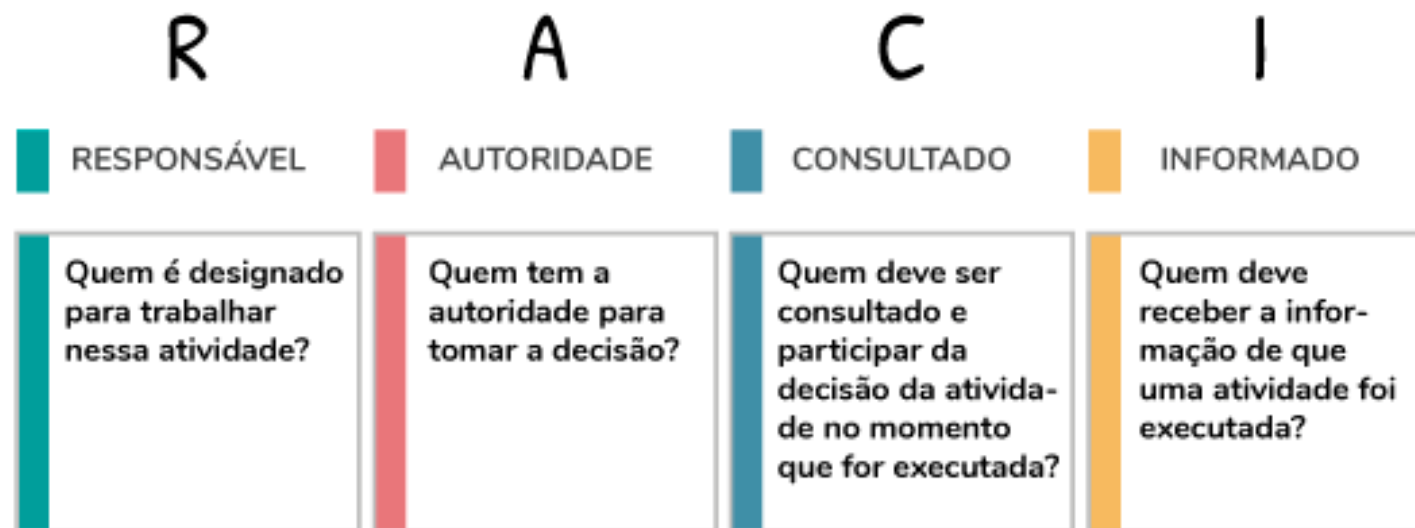 R
A
C
I
RESPONSÁVEL
AUTORIDADE
CONSULTADO
INFORMADO
Quem é designado
para trabalhar
nessa atividade?
Quem tem a
autoridade para
tomar a decisão?
Quem deve ser
consultado e
participar da
decisão da ativida-
de no momento
que for executada?
Quem deve
receber a infor-
mação de que
uma atividade foi
executada?